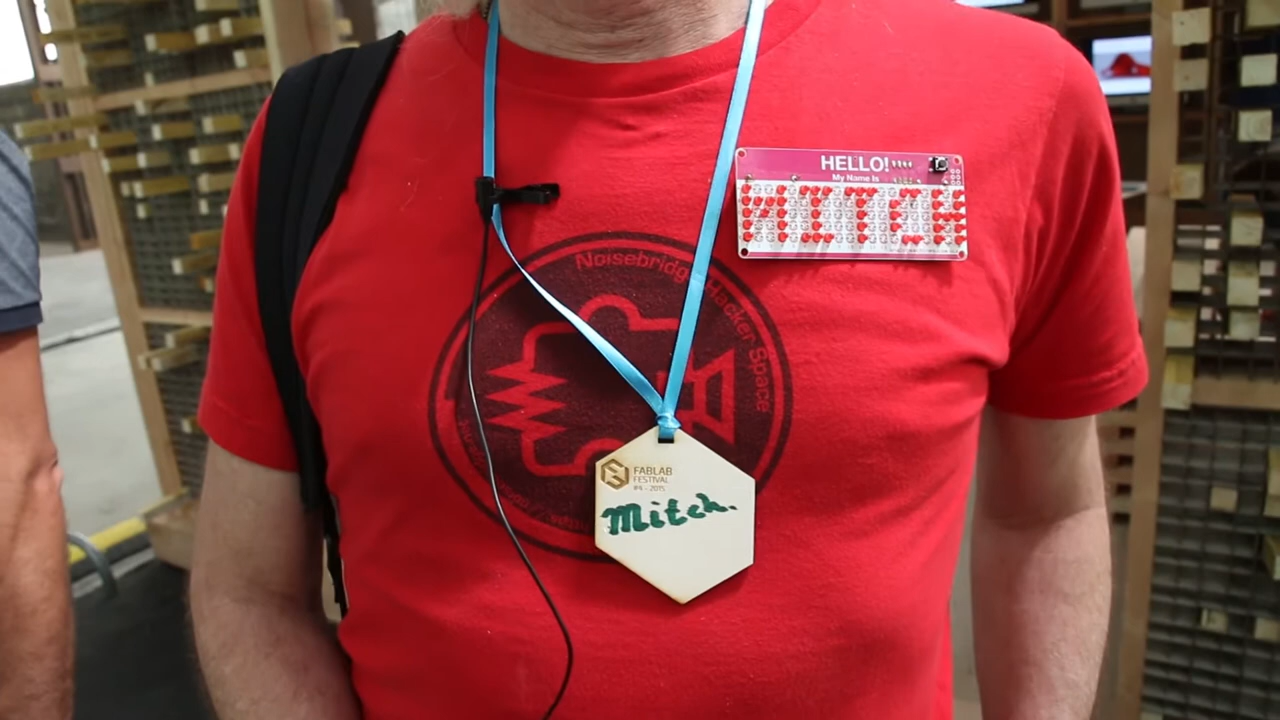 HELLO!
My Name Is
MITCH
Noisebridge Hacker Space
FABLAB
FESTIVAL
Mitch.